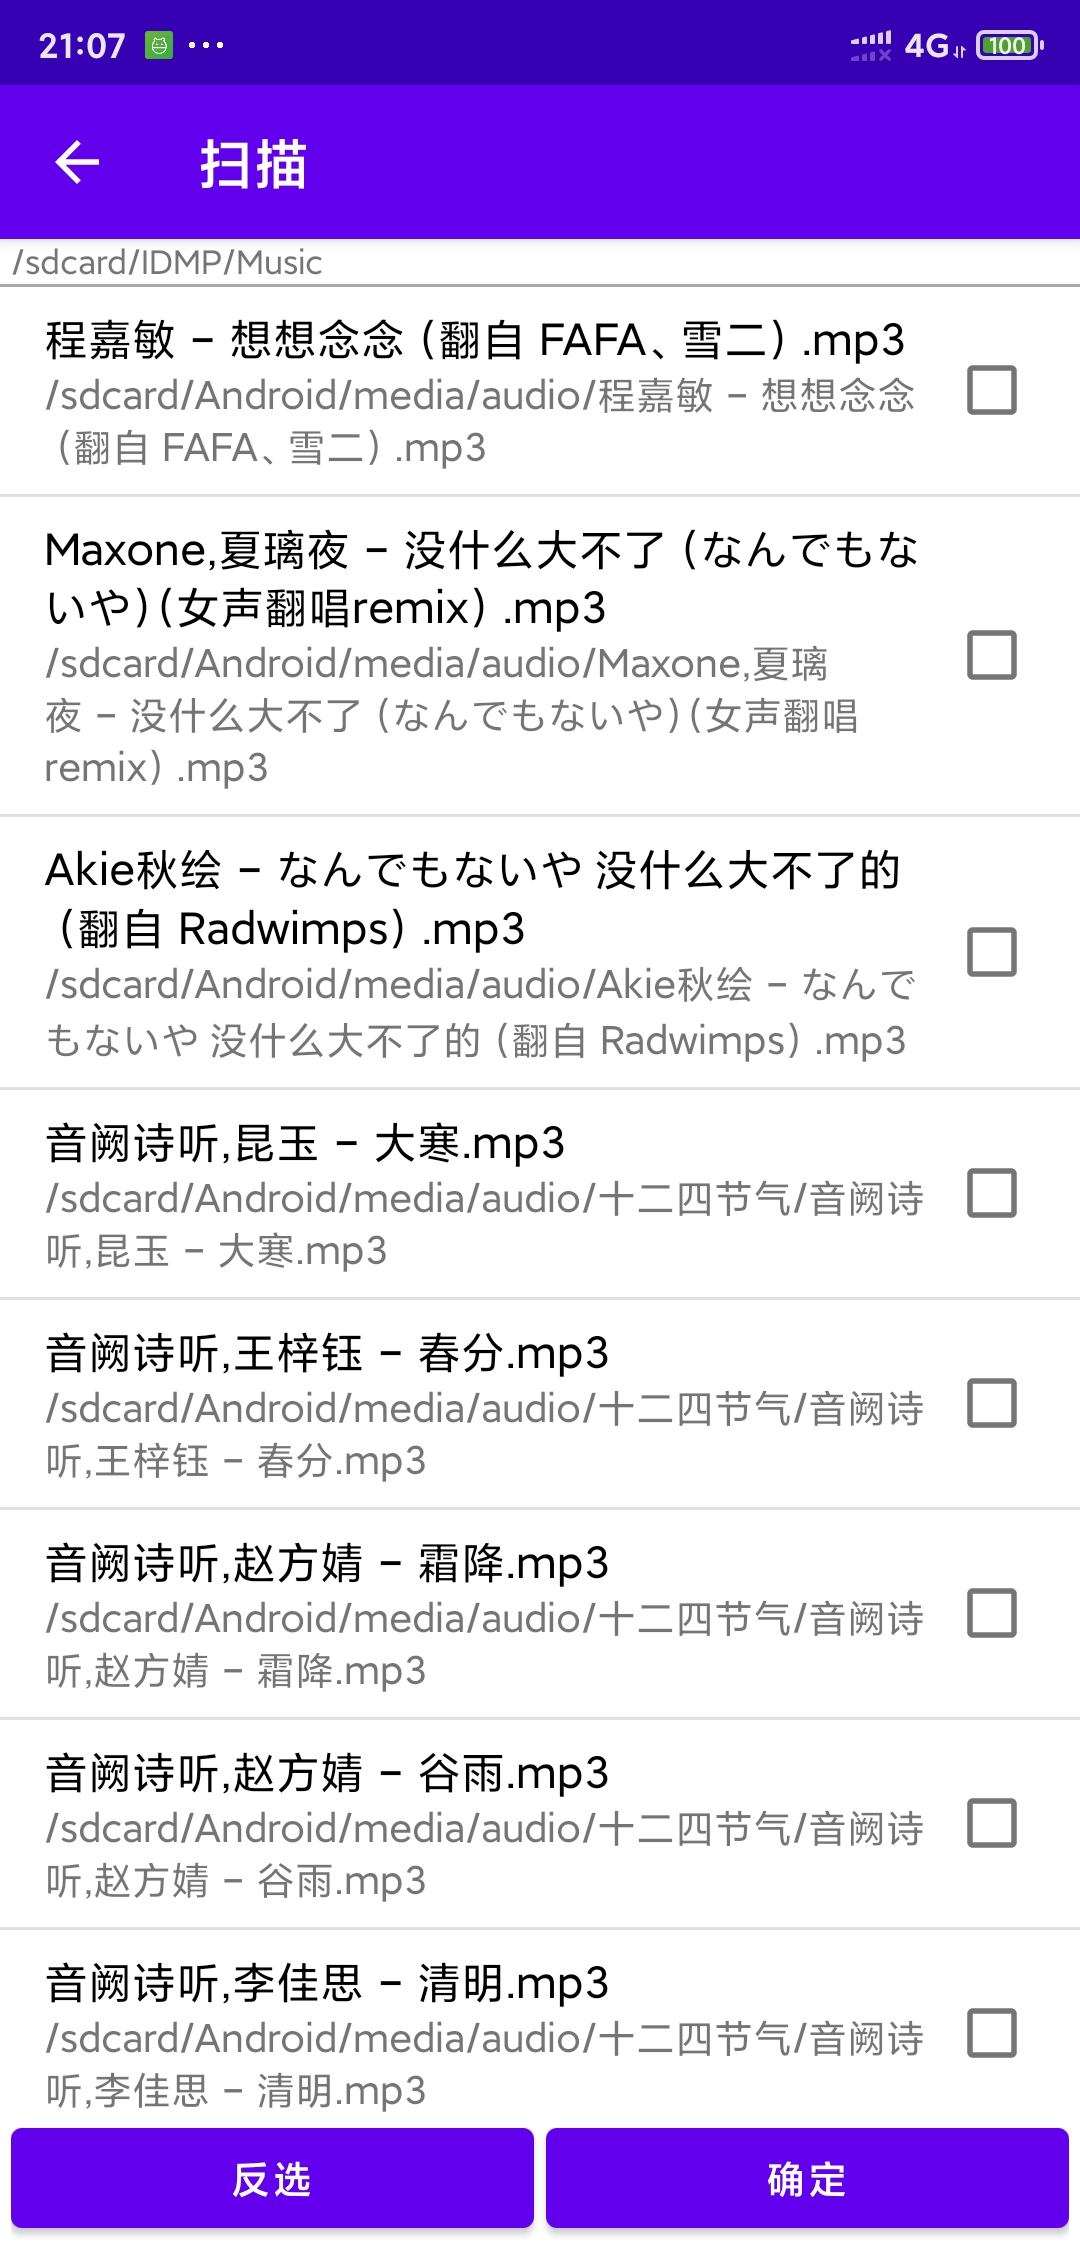 21:07 ··· 4G 100
扫描
/sdcard/IDMP/Music
程嘉敏 - 想想念念（翻自 FAFA、雪二）.mp3
/sdcard/Android/media/audio/程嘉敏 - 想想念念
（翻自 FAFA、雪二）.mp3
Maxone,夏璃夜 - 没什么大不了（なんでもな
いや）（女声翻唱remix）.mp3
/sdcard/Android/media/audio/Maxone,夏璃
夜 - 没什么大不了（なんでもないや）（女声翻唱
remix）.mp3
Akie秋绘 - なんでもないや 没什么大不了的
（翻自 Radwimps）.mp3
/sdcard/Android/media/audio/Akie秋绘 - なんで
もないや 没什么大不了的（翻自 Radwimps）.mp3
音阙诗听,昆玉 - 大寒.mp3
/sdcard/Android/media/audio/十二四节气/音阙诗
听,昆玉 - 大寒.mp3
音阙诗听,王梓钰 - 春分.mp3
/sdcard/Android/media/audio/十二四节气/音阙诗
听,王梓钰 - 春分.mp3
音阙诗听,赵方婧 - 霜降.mp3
/sdcard/Android/media/audio/十二四节气/音阙诗
听,赵方婧 - 霜降.mp3
音阙诗听,赵方婧 - 谷雨.mp3
/sdcard/Android/media/audio/十二四节气/音阙诗
听,赵方婧 - 谷雨.mp3
音阙诗听,李佳思 - 清明.mp3
/sdcard/Android/media/audio/十二四节气/音阙诗
听,李佳思 - 清明.mp3
反选 确定